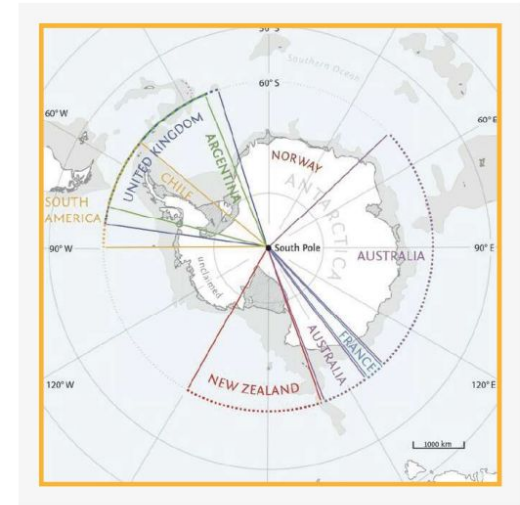 50° S
Southern Ocean
60° S
60° W
60° E
UNITED KINGDOM
ARGENTINA
NORWAY
CHILE
ANTARCTICA
SOUTH
AMERICA
90° W
South Pole
AUSTRALIA
90° E
unclaimed
AUSTRALIA
FRANCE
NEW ZEALAND
120° W
120° E
1000 km